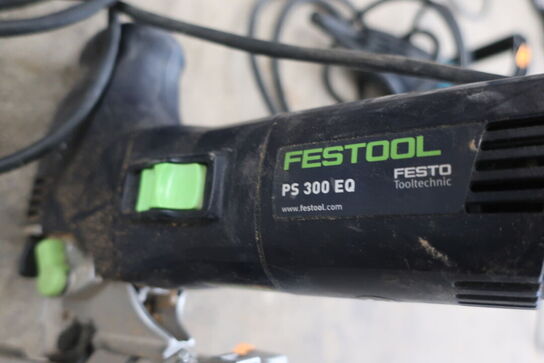 FESTOOL
PS 300 EQ
FESTO
Tooltechnic
www.festool.com